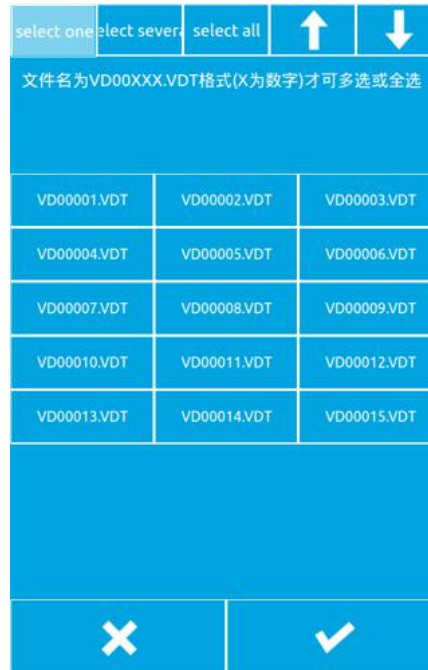 select one elect severa select all
文件名为VD00XXX.VDT格式(X为数字)才可多选或全选
VD00001.VDT VD00002.VDT VD00003.VDT
VD00004.VDT VD00005.VDT VD00006.VDT
VD00007.VDT VD00008.VDT VD00009.VDT
VD00010.VDT VD00011.VDT VD00012.VDT
VD00013.VDT VD00014.VDT VD00015.VDT